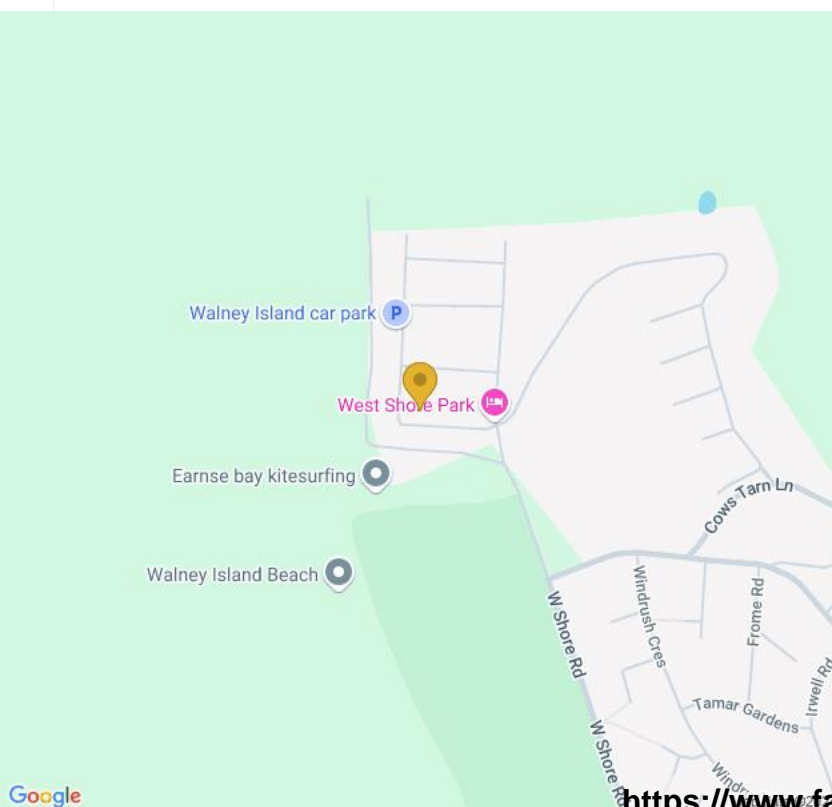 Walney Island car park
P
West Shore Park
Earnse bay kitesurfing
Cows Tarn Ln
Walney Island Beach
W Shore Rd
Windrush Cres
Frome Rd
Irwell Rd
Tamar Gardens
W Shore
Google
https://www.fa